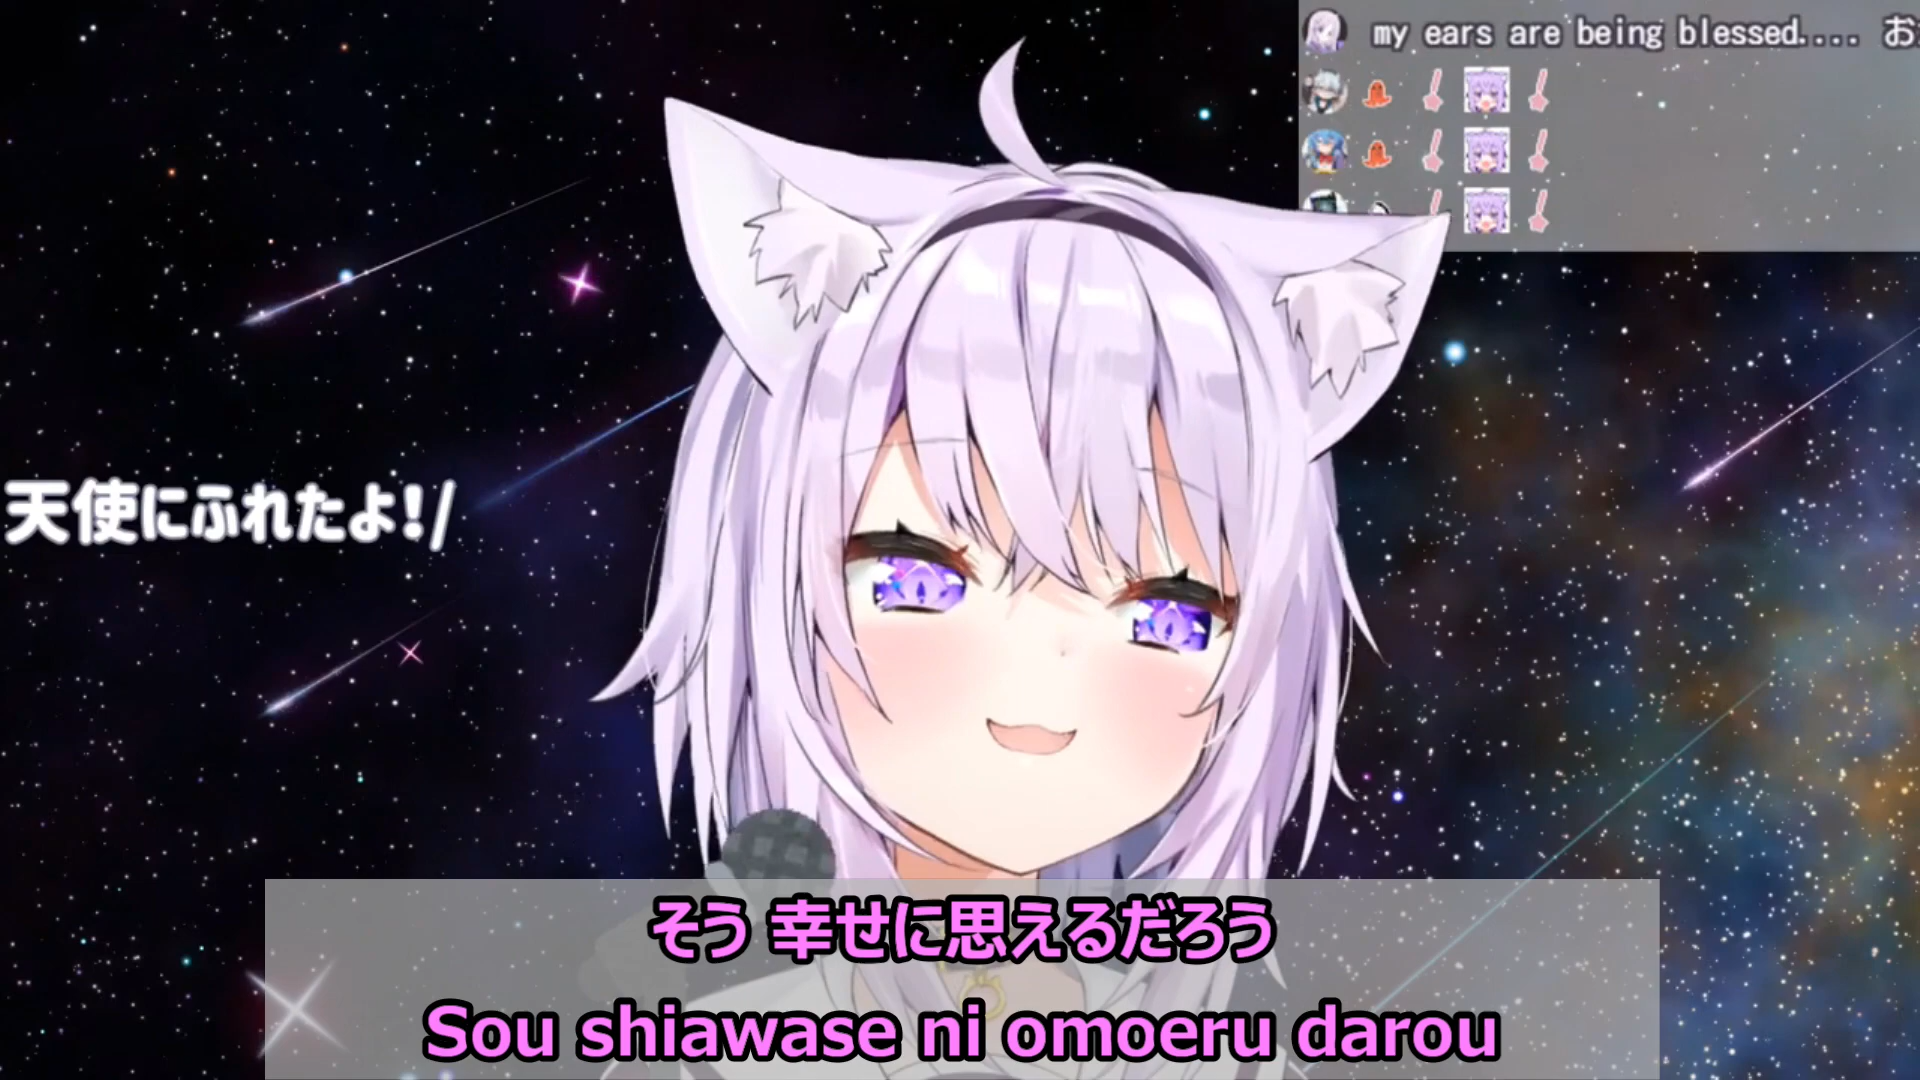 my ears are being blessed.... お
天使にふれたよ!/
そう 幸せに思えるだろう
Sou shiawase ni omoeru darou